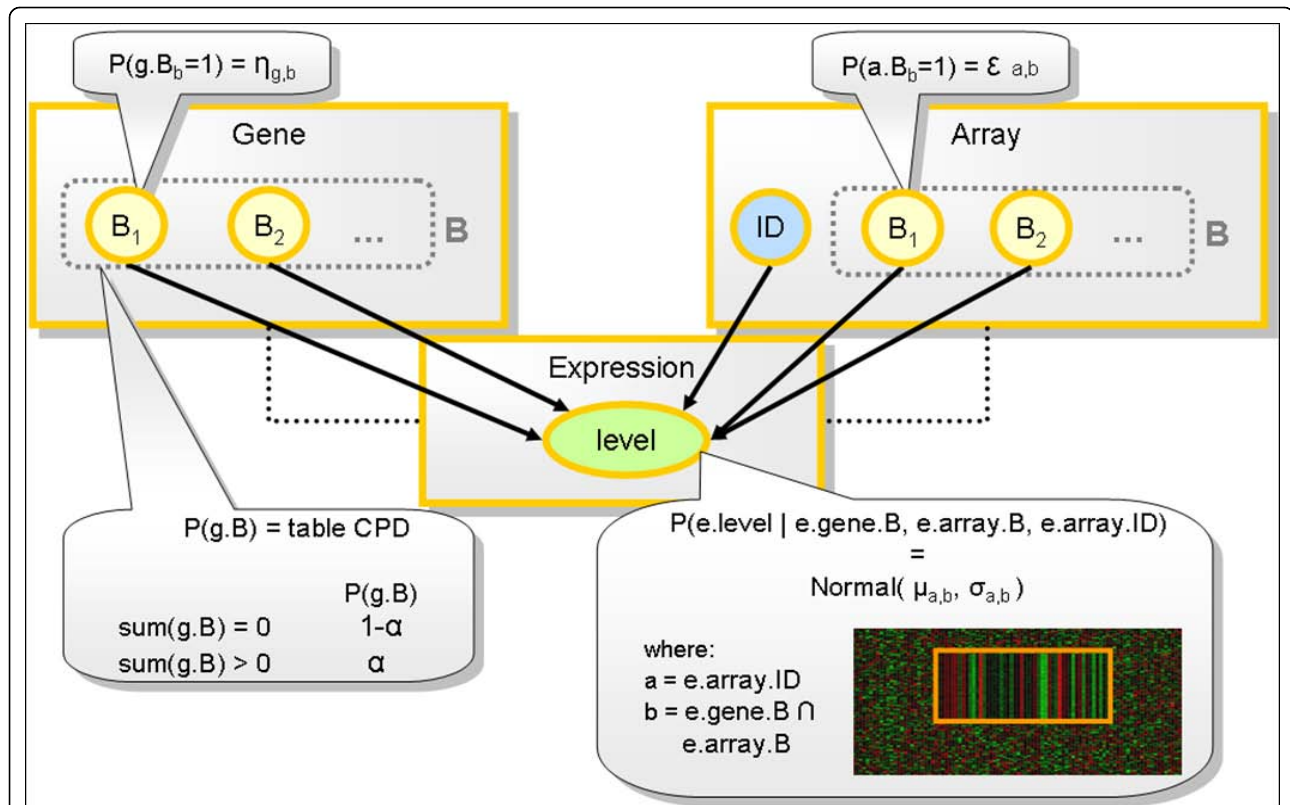 P(g.B_b=1) = η_g,b
P(a.B_b=1) = ε a,b
Gene
Array
B_1
B_2
...
B
ID
B_1
B_2
...
B
Expression
level
P(g.B) = table CPD
P(g.B)
sum(g.B) = 0 1-α
sum(g.B) > 0 α
P(e.level | e.gene.B, e.array.B, e.array.ID)
=
Normal( μ_a,b, σ_a,b )
where:
a = e.array.ID
b = e.gene.B ∩
e.array.B